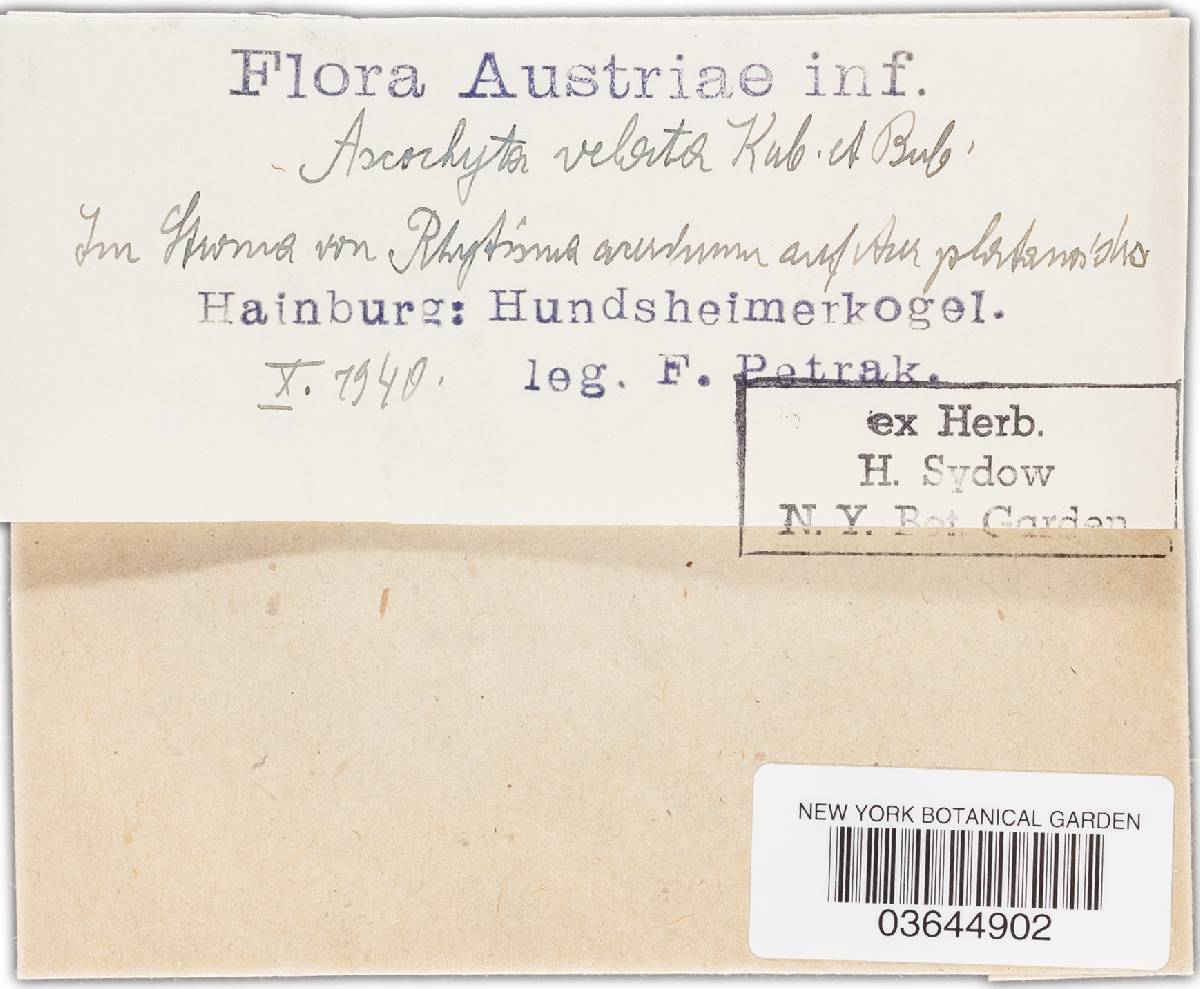 Flora Austriae inf.
Ascochyta velata Kab. et Bub.
Im Stroma von Rhytisma acerinum auf Acer platanoides
Hainburg: Hundsheimerkogel.
X. 1940. leg. F. Petrak.
ex Herb.
H. Sydow
N. Y. Bot. Garden
NEW YORK BOTANICAL GARDEN
03644902